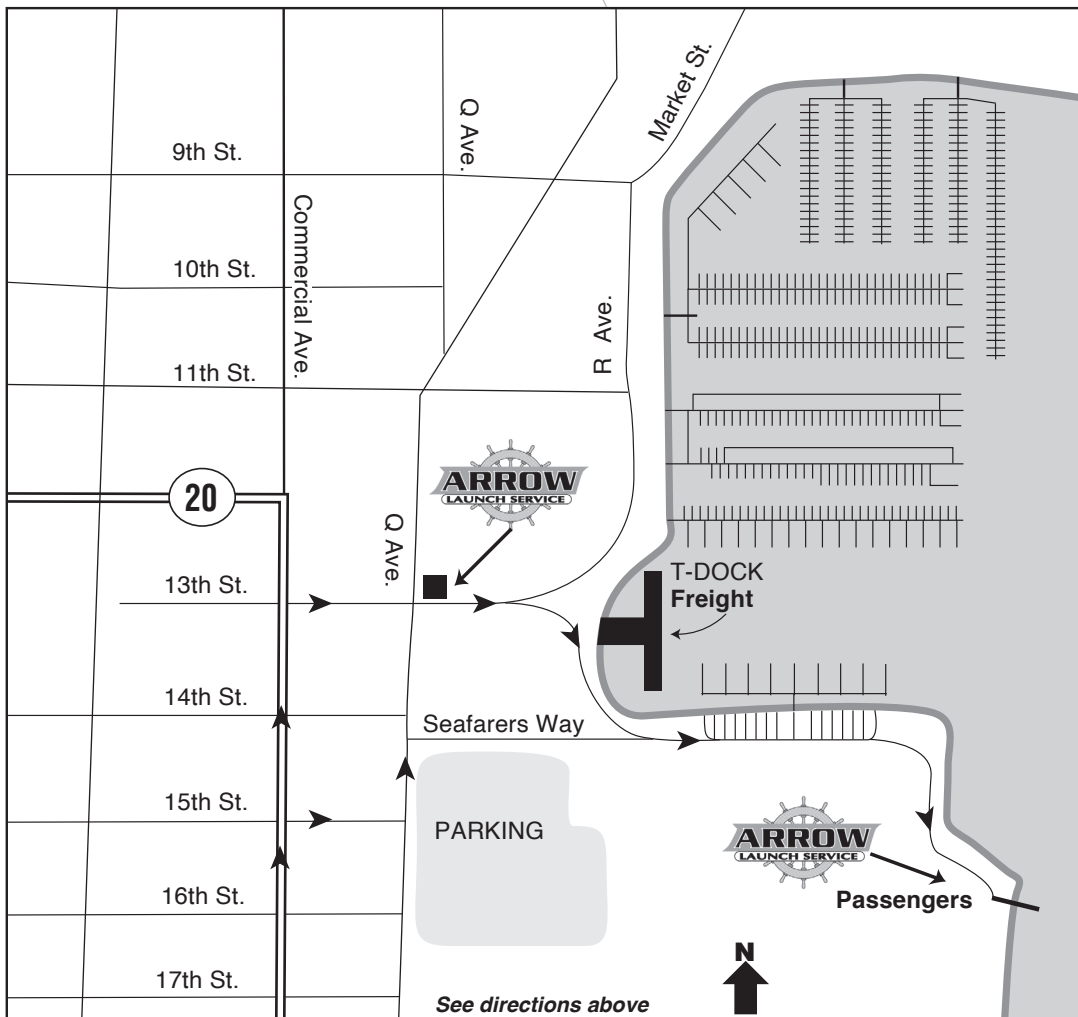 Market St.
Q Ave.
9th St.
Commercial Ave.
10th St.
R Ave.
11th St.
ARROW
LAUNCH SERVICE
20
Q Ave.
T-DOCK
Freight
13th St.
14th St.
Seafarers Way
15th St.
PARKING
ARROW
LAUNCH SERVICE
16th St.
Passengers
N
17th St.
See directions above